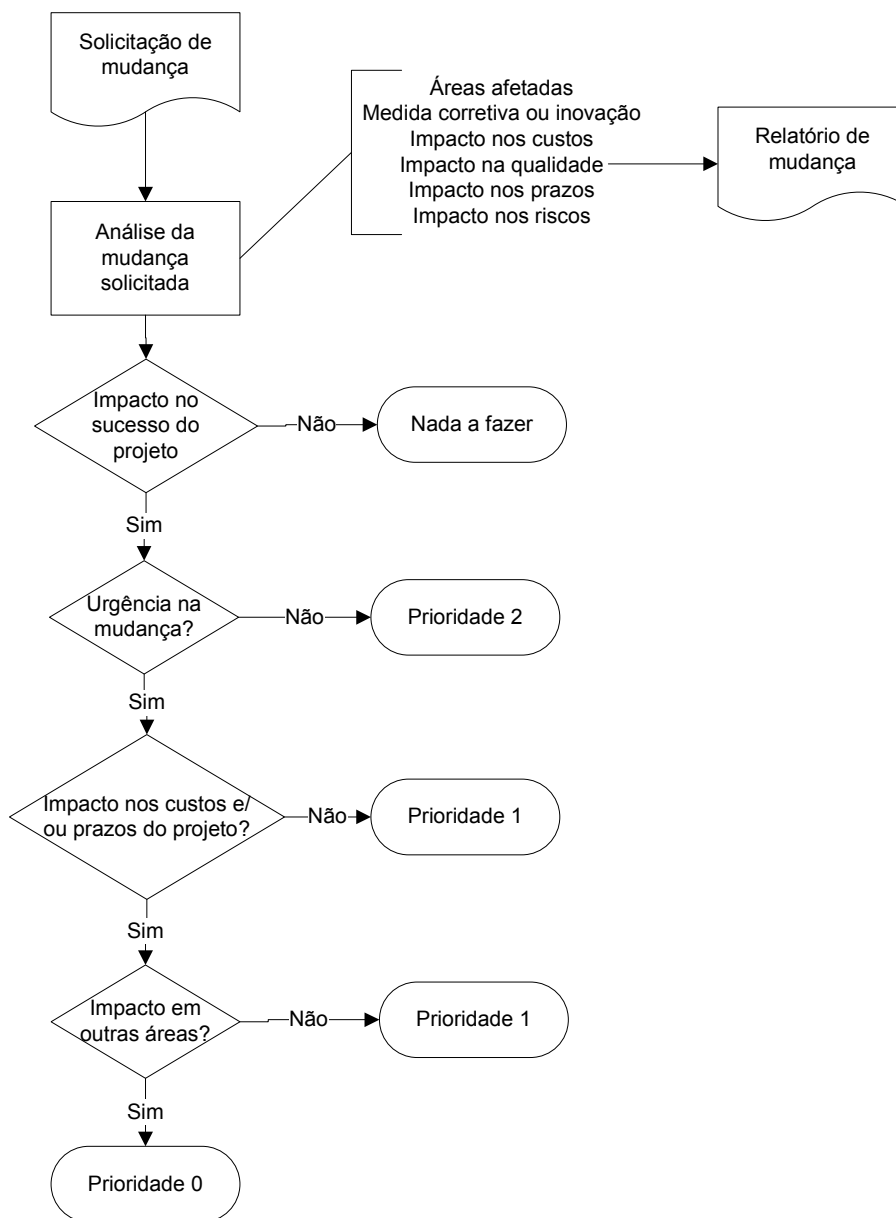 Solicitação de
mudança
Áreas afetadas
Medida corretiva ou inovação
Impacto nos custos
Impacto na qualidade
Impacto nos prazos
Impacto nos riscos
Relatório de
mudança
Análise da
mudança
solicitada
Impacto no
sucesso do
projeto
Não
Nada a fazer
Sim
Urgência na
mudança?
Não
Prioridade 2
Sim
Impacto nos custos e/
ou prazos do projeto?
Não
Prioridade 1
Sim
Impacto em
outras áreas?
Não
Prioridade 1
Sim
Prioridade 0